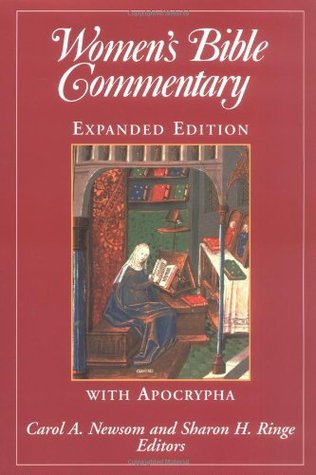 Women's Bible
Commentary
EXPANDED EDITION
WITH APOCRYPHA
Carol A. Newsom and Sharon H. Ringe
Editors